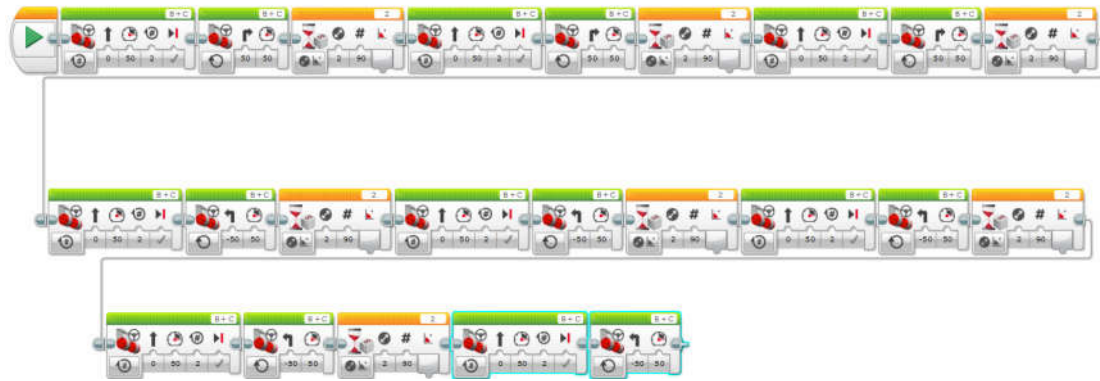 B + C B + C 2 B + C B + C 2 B + C B + C 2
# # #
0 50 2 50 50 2 90 0 50 2 50 50 2 90 0 50 2 50 50 2 90
B + C B + C 2 B + C B + C 2 B + C B + C 2
# # #
0 50 2 -50 50 2 90 0 50 2 -50 50 2 90 0 50 2 -50 50 2 90
B + C B + C 2 B + C B + C
#
0 50 2 -50 50 2 90 0 50 2 -50 50